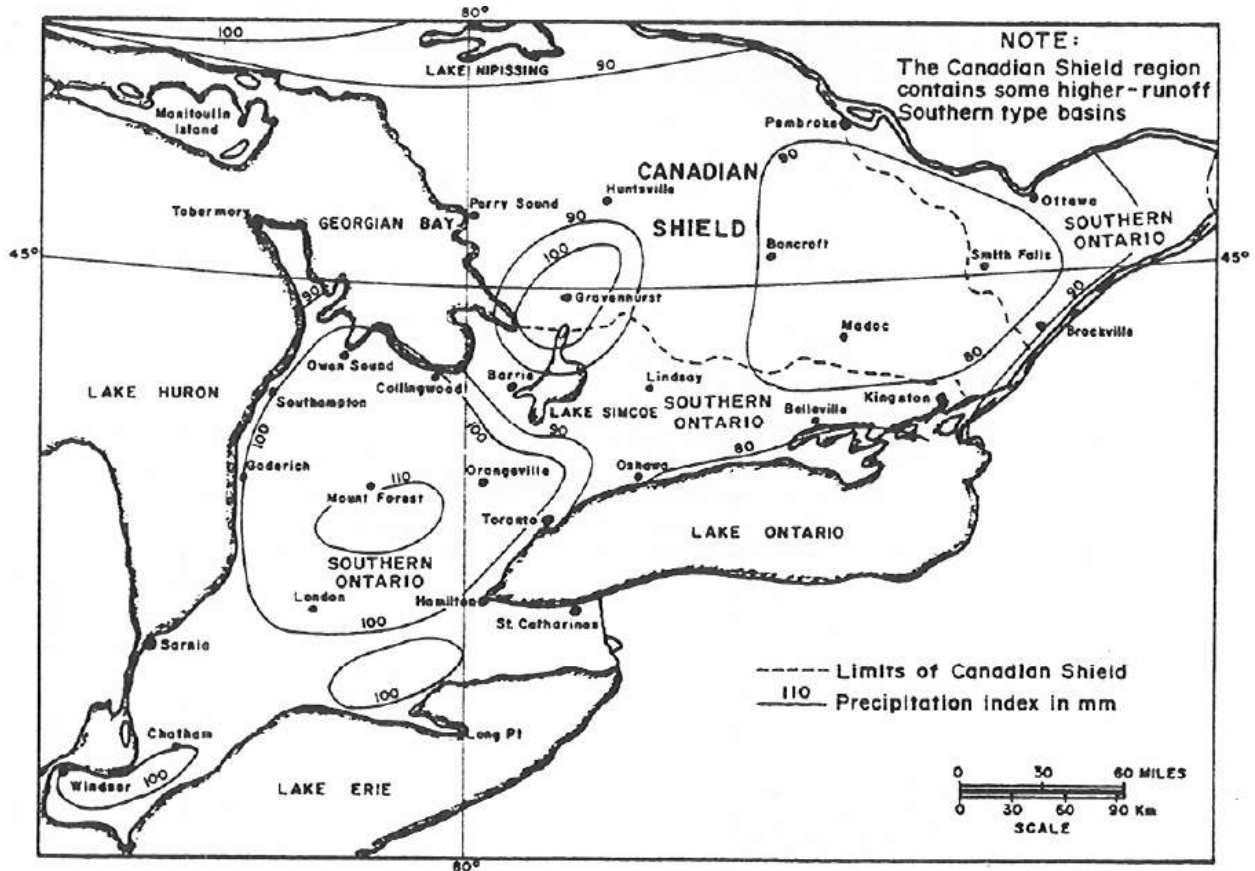 80°
100
LAKE NIPISSING
90
NOTE:
The Canadian Shield region
contains some higher-runoff
Southern type basins
Manitoulin
Island
Pembroke
90
CANADIAN
Huntsville
Tobermory
GEORGIAN BAY
Parry Sound
90
SHIELD
Ottawa
SOUTHERN
ONTARIO
45°
100
Bancroft
Smith Falls
45°
90
Gravenhurst
90
Madoc
Brockville
Owen Sound
80
LAKE HURON
Collingwood
Barrie
Lindsay
Southampton
LAKE SIMCOE
SOUTHERN
ONTARIO
Kingston
Belleville
100
100
90
80
Goderich
110
Orangeville
Oshawa
Mount Forest
Toronto
LAKE ONTARIO
SOUTHERN
ONTARIO
London
Hamilton
100
St. Catharines
Sarnia
Limits of Canadian Shield
100
110
Precipitation index in mm
Long Pt
Chatham
Windsor
100
LAKE ERIE
0 30 60 MILES
0 30 60 90 Km
SCALE
80°